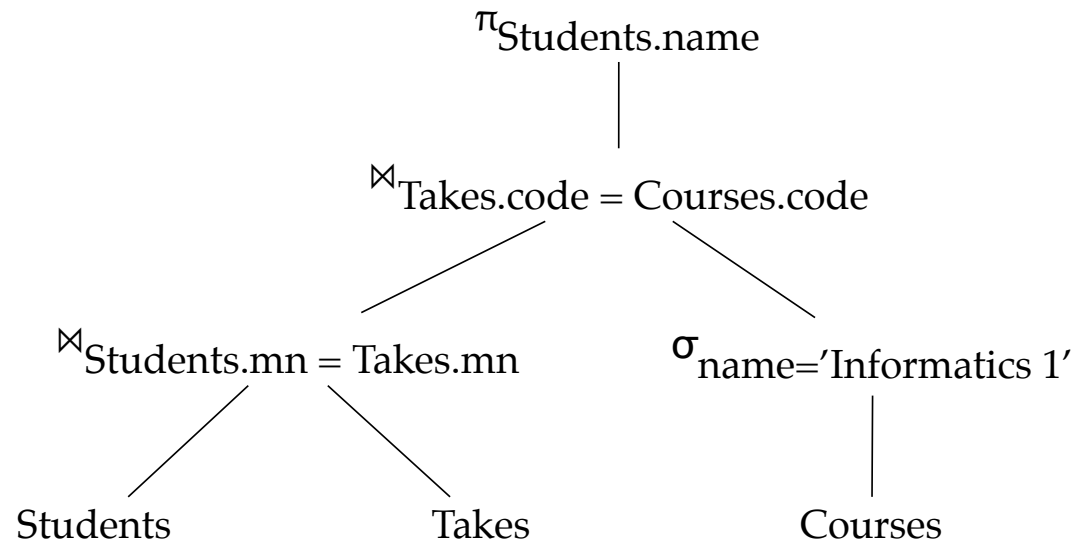 πStudents.name
⋈Takes.code = Courses.code
⋈Students.mn = Takes.mn
σname=’Informatics 1’
Students
Takes
Courses